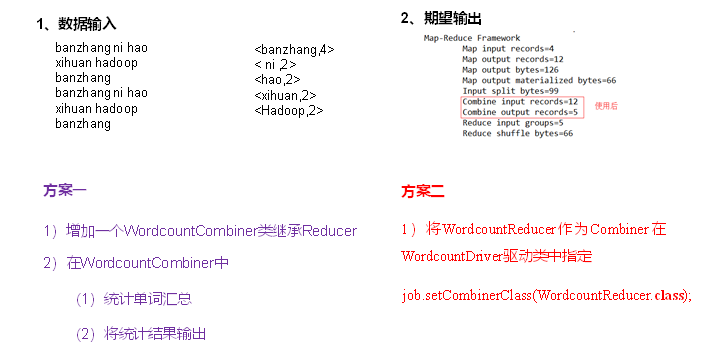 1、数据输入
banzhang ni hao
xihuan hadoop
banzhang
banzhang ni hao
xihuan hadoop
banzhang
<banzhang,4>
< ni ,2>
<hao,2>
<xihuan,2>
<Hadoop,2>
2、期望输出
Map-Reduce Framework
Map input records=4
Map output records=12
Map output bytes=126
Map output materialized bytes=66
Input split bytes=99
Combine input records=12
Combine output records=5
使用后
Reduce input groups=5
Reduce shuffle bytes=66
方案一
1）增加一个WordcountCombiner类继承Reducer
2）在WordcountCombiner中
（1）统计单词汇总
（2）将统计结果输出
方案二
1）将WordcountReducer作为Combiner在
WordcountDriver驱动类中指定
job.setCombinerClass(WordcountReducer.class);